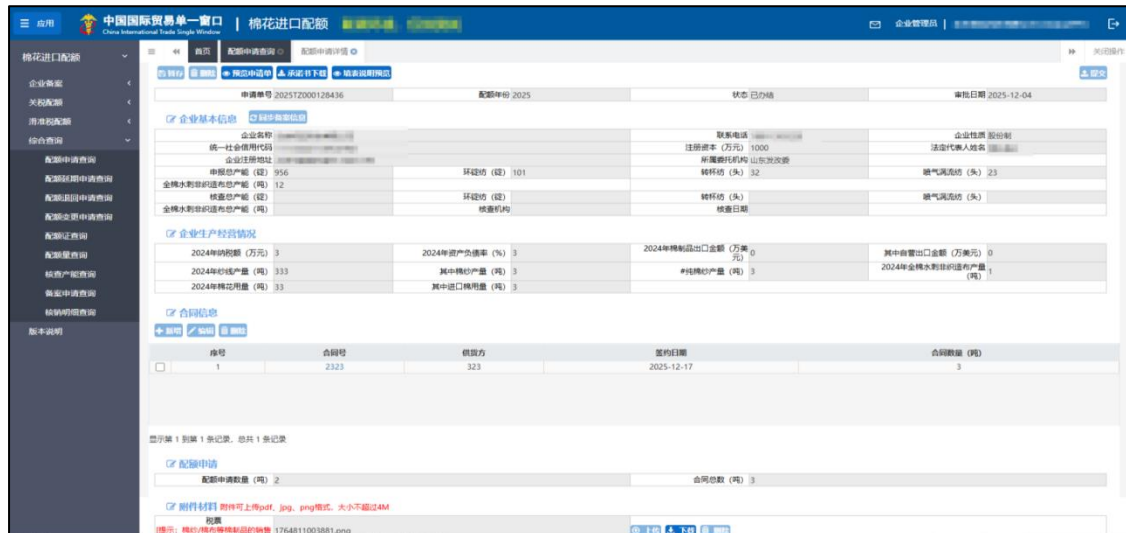 应用 中国国际贸易单一窗口 | 棉花进口配额 企业管理员 |
China International Trade Single Window
棉花进口配额 首页 配额申请查询 配额申请详情 关闭操作
暂存 删除 预览申请单 承诺书下载 填表说明预览 提交
企业备案
关税配额
滑准税配额
综合查询
配额申请查询
配额延期申请查询
配额退回申请查询
配额变更申请查询
配额证查询
配额量查询
核查产能查询
备案申请查询
核销明细查询
版本说明
申请单号 2025TZ000128436 配额年份 2025 状态 已办结 审批日期 2025-12-04
企业基本信息 同步备案信息
企业名称 联系电话 企业性质 股份制
统一社会信用代码 注册资本（万元） 1000 法定代表人姓名
企业注册地址 所属委托机构 山东发改委
申报总产能（锭） 956 环锭纺（锭） 101 转杯纺（头） 32 喷气涡流纺（头） 23
全棉水刺非织造布总产能（吨） 12
核查总产能（锭） 环锭纺（锭） 转杯纺（头） 喷气涡流纺（头）
全棉水刺非织造布总产能（吨） 核查机构 核查日期
企业生产经营情况
2024年纳税额（万元） 3 2024年资产负债率（%） 3 2024年棉制品出口金额（万美元） 0 其中自营出口金额（万美元） 0
2024年纱线产量（吨） 333 其中棉纱产量（吨） 3 #纯棉纱产量（吨） 3 2024年全棉水刺非织造布产量（吨） 1
2024年棉花用量（吨） 33 其中进口棉用量（吨） 3
合同信息
新增 编辑 删除
序号 合同号 供货方 签约日期 合同数量（吨）
1 2323 323 2025-12-17 3
显示第 1 到第 1 条记录，总共 1 条记录
配额申请
配额申请数量（吨） 2 合同总数（吨） 3
附件材料 附件可上传pdf、jpg、png格式，大小不超过4M
税票
(提示：棉纱/棉布等棉制品的销售 1764811003881.png 上传 下载 删除